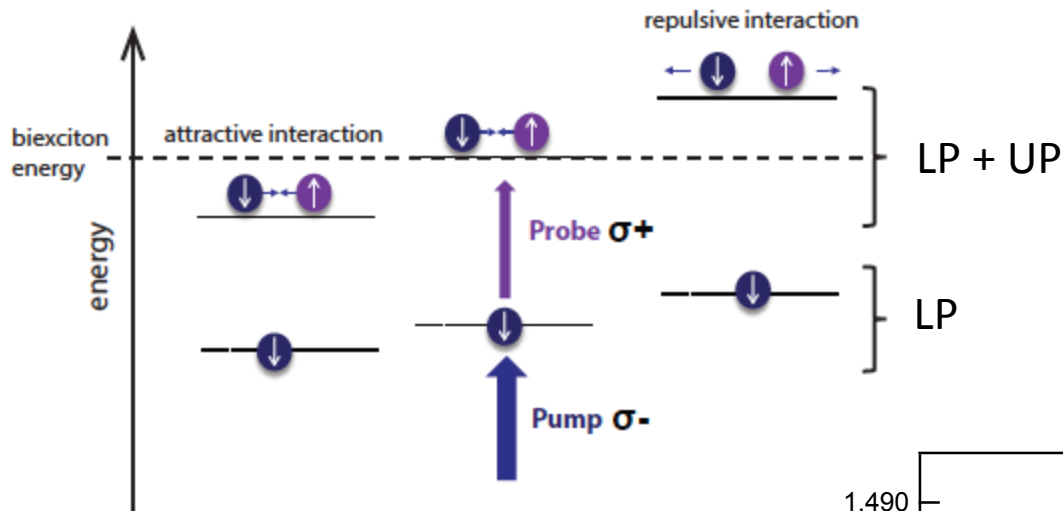 repulsive interaction
biexciton
energy
attractive interaction
LP + UP
Probe σ+
energy
LP
Pump σ-
1.490